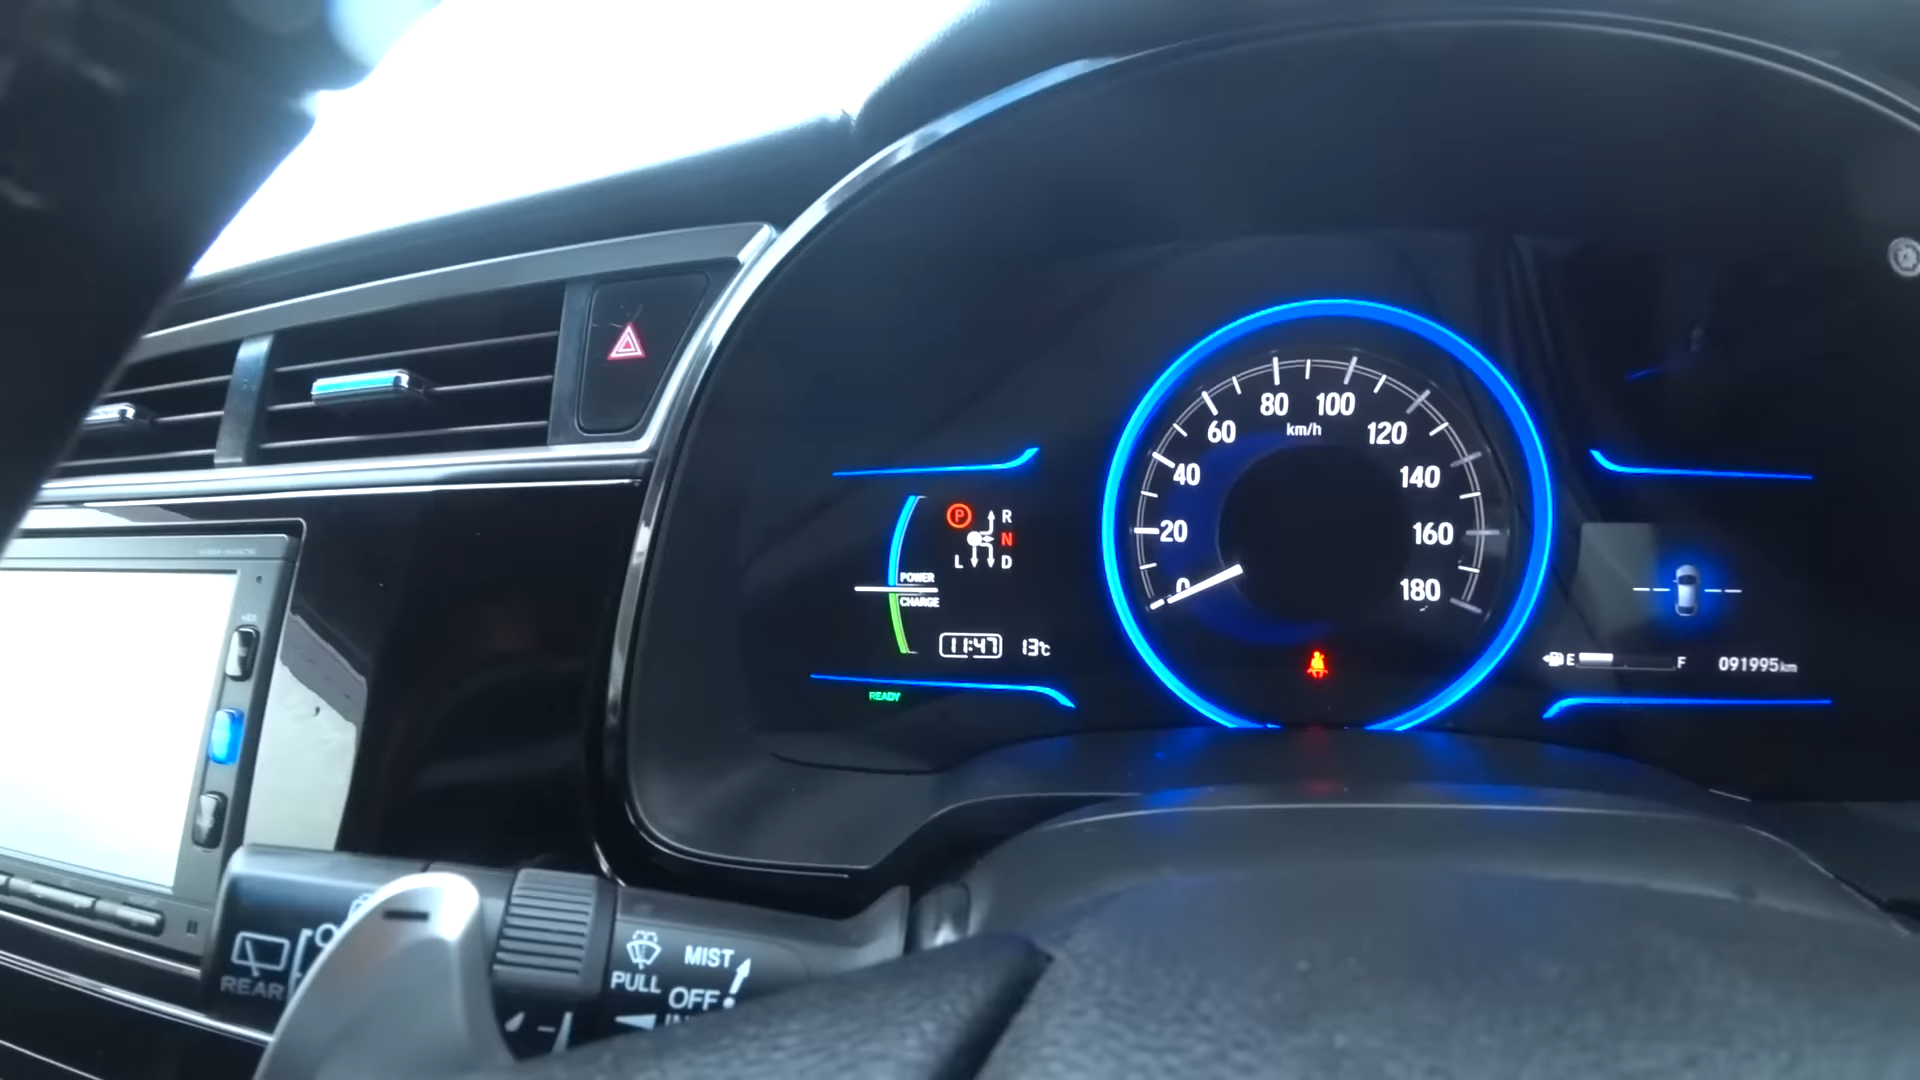 80 100
km/h
60 120
40 140
20 160
0 180
P R
N
L D
POWER
CHARGE
11:47 13℃
READY
E F 091995km
REAR
MIST
PULL
OFF